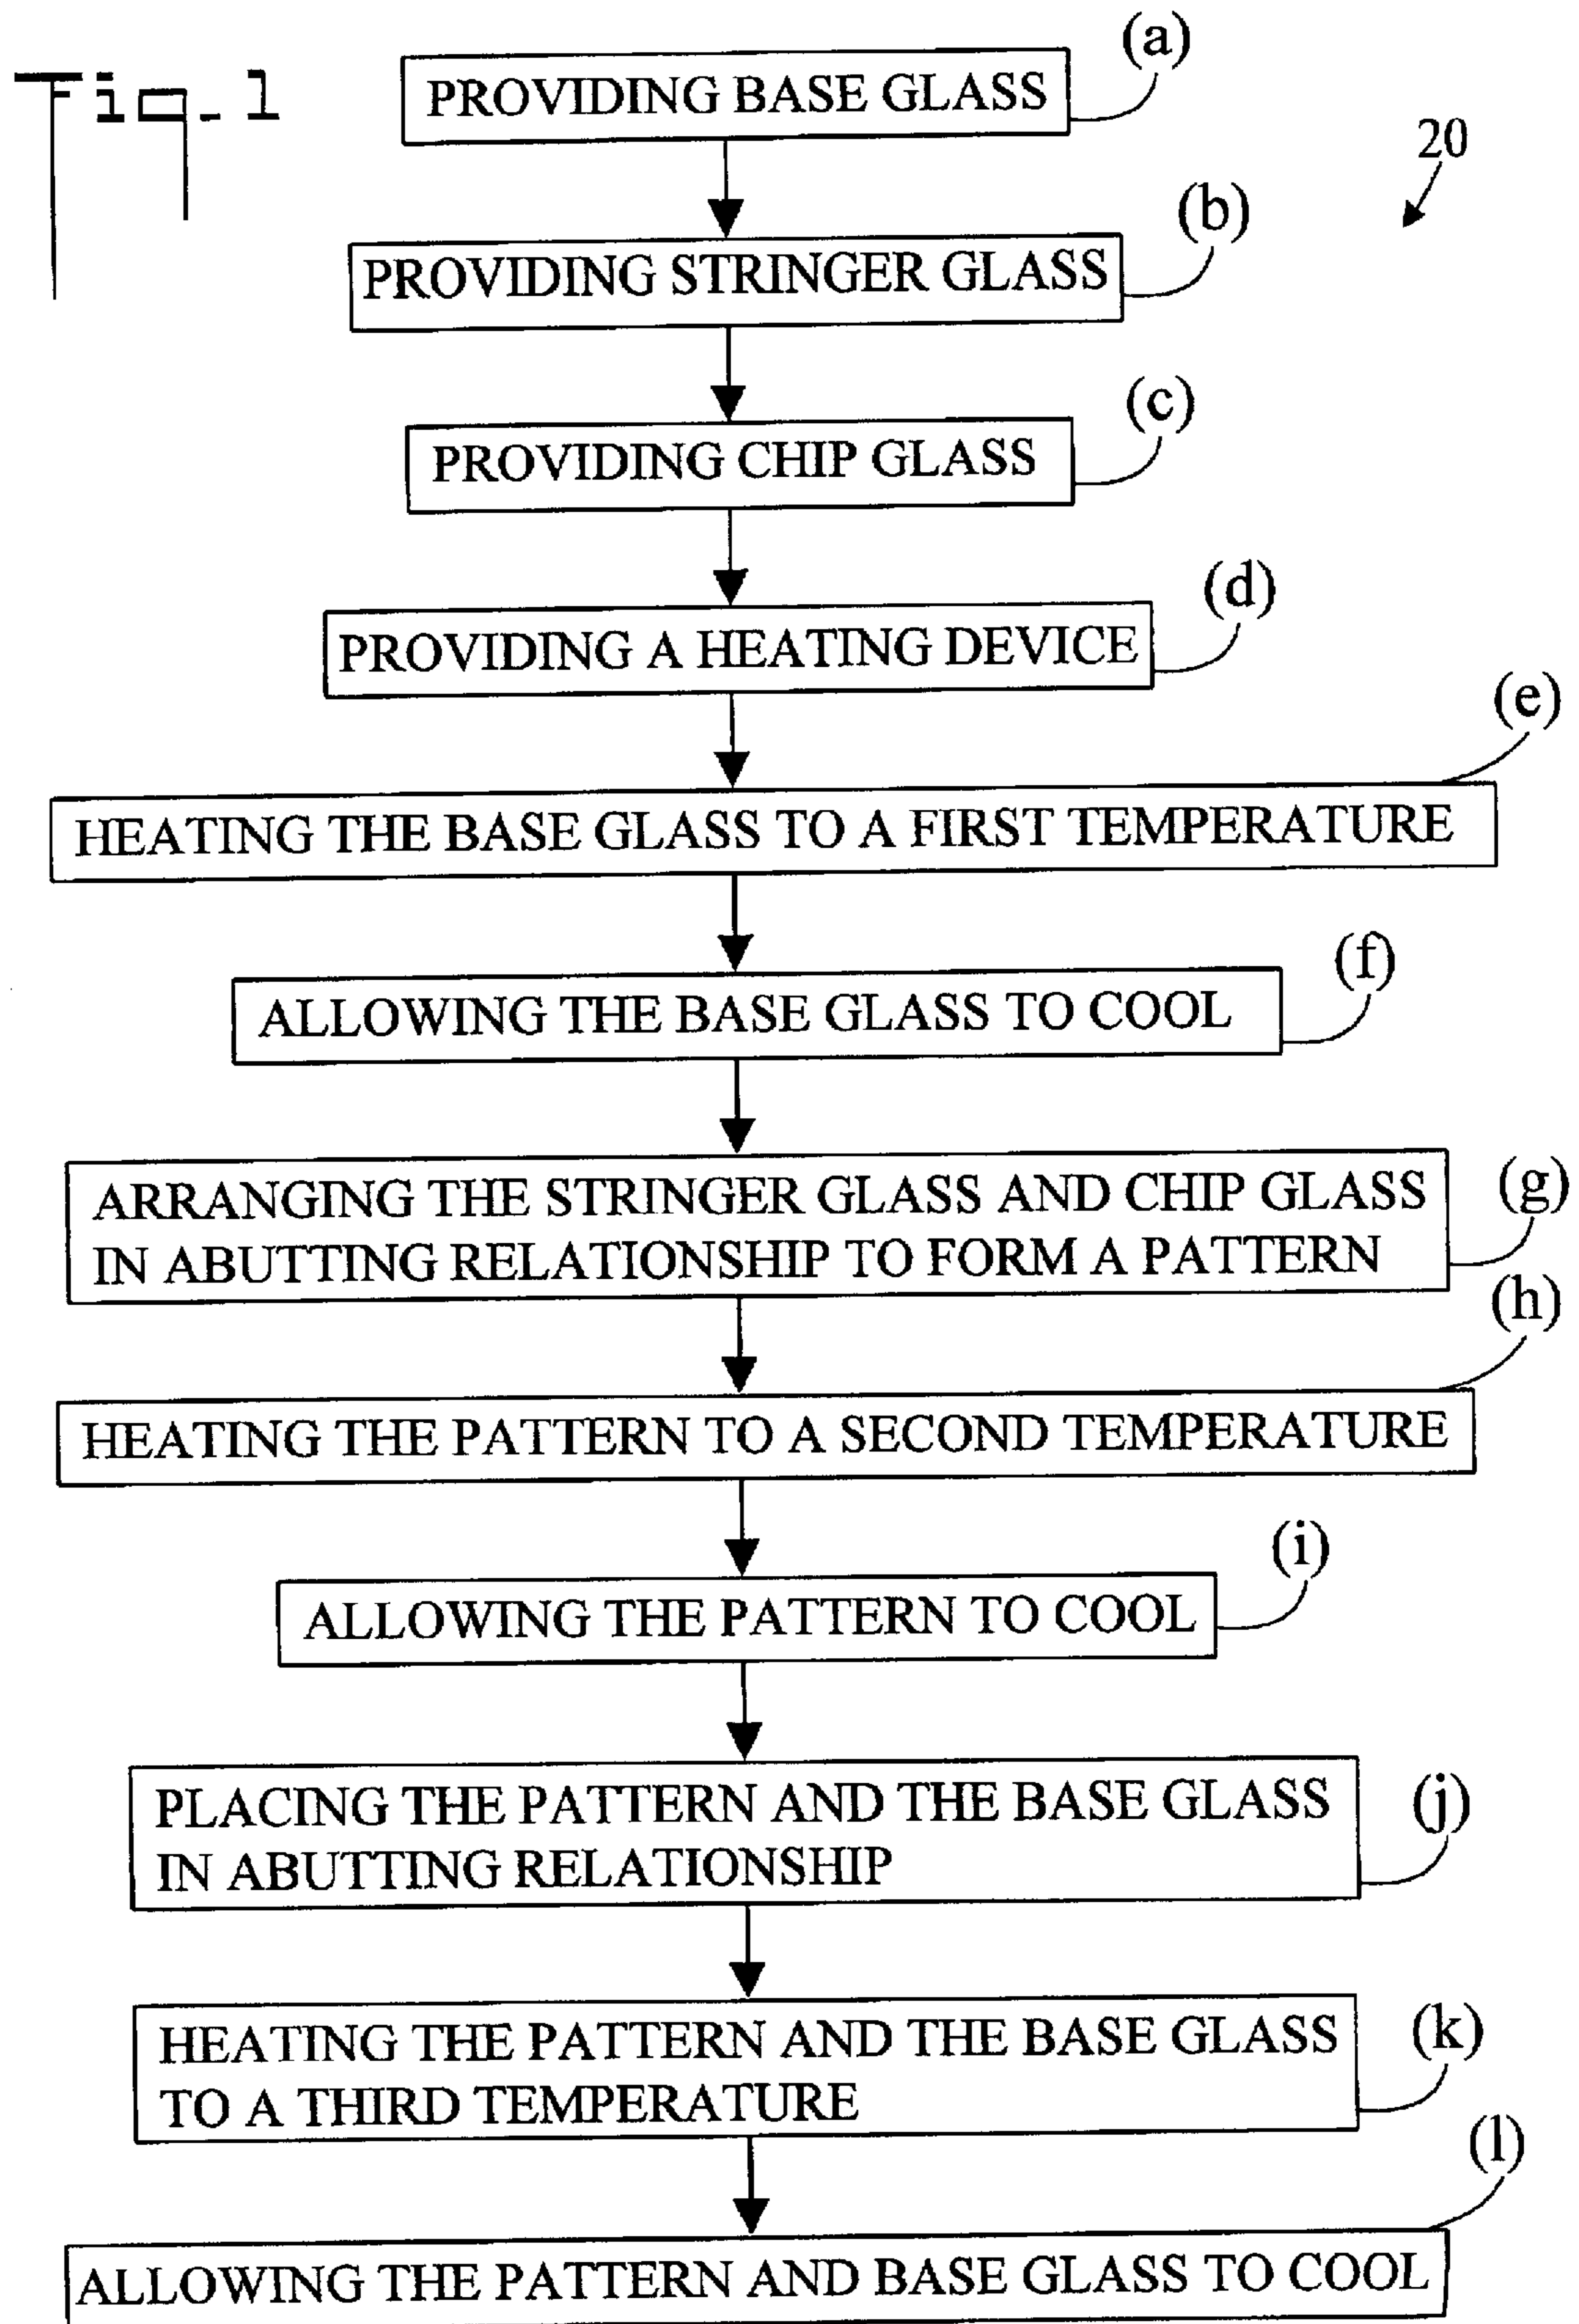 Fig. 1
(a)
PROVIDING BASE GLASS
20
(b)
PROVIDING STRINGER GLASS
(c)
PROVIDING CHIP GLASS
(d)
PROVIDING A HEATING DEVICE
(e)
HEATING THE BASE GLASS TO A FIRST TEMPERATURE
(f)
ALLOWING THE BASE GLASS TO COOL
(g)
ARRANGING THE STRINGER GLASS AND CHIP GLASS
IN ABUTTING RELATIONSHIP TO FORM A PATTERN
(h)
HEATING THE PATTERN TO A SECOND TEMPERATURE
(i)
ALLOWING THE PATTERN TO COOL
(j)
PLACING THE PATTERN AND THE BASE GLASS
IN ABUTTING RELATIONSHIP
(k)
HEATING THE PATTERN AND THE BASE GLASS
TO A THIRD TEMPERATURE
(l)
ALLOWING THE PATTERN AND BASE GLASS TO COOL